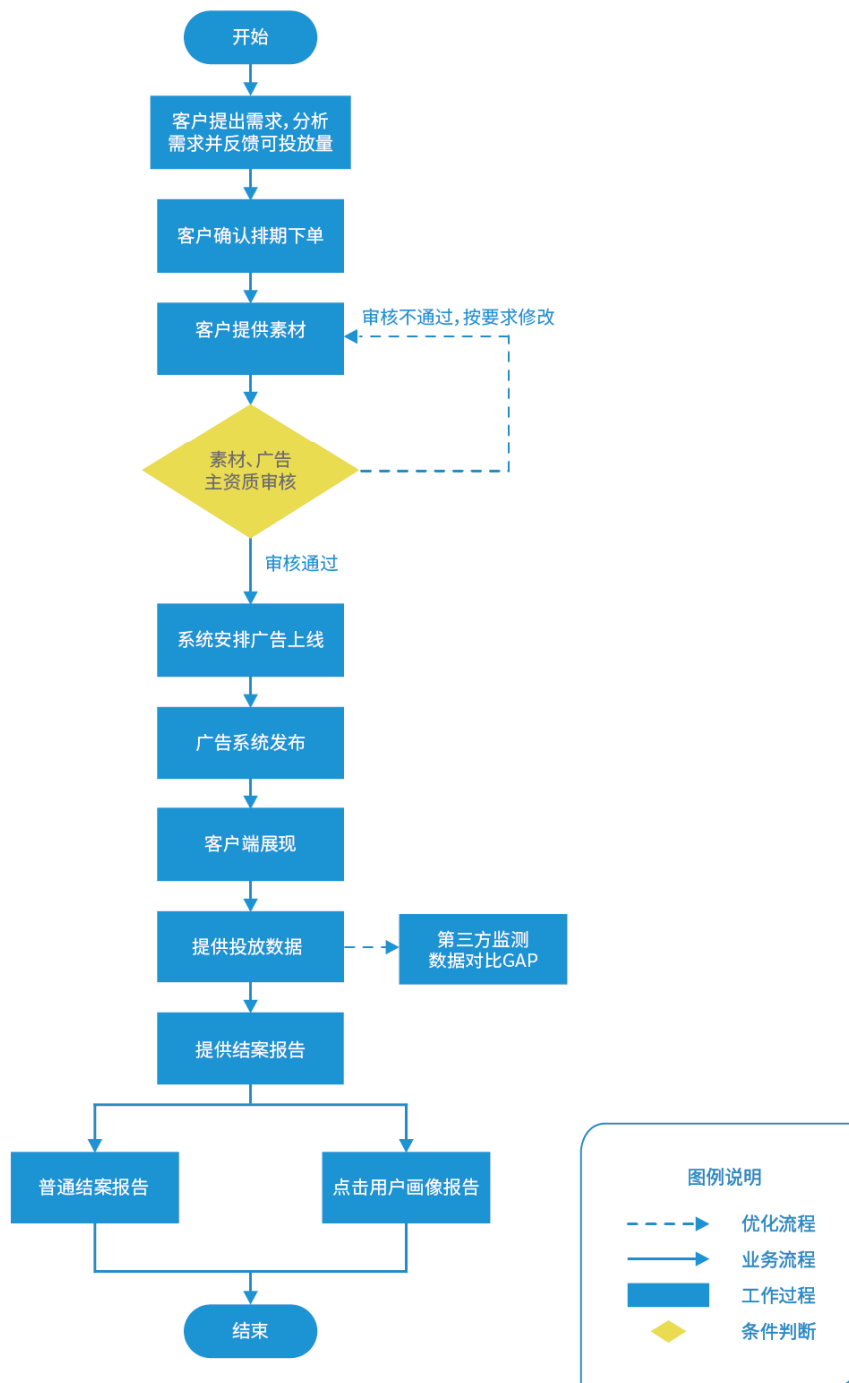 开始
客户提出需求，分析
需求并反馈可投放量
客户确认排期下单
客户提供素材
审核不通过，按要求修改
素材、广告
主资质审核
审核通过
系统安排广告上线
广告系统发布
客户端展现
提供投放数据
第三方监测
数据对比GAP
提供结案报告
普通结案报告
点击用户画像报告
结束
图例说明
优化流程
业务流程
工作过程
条件判断